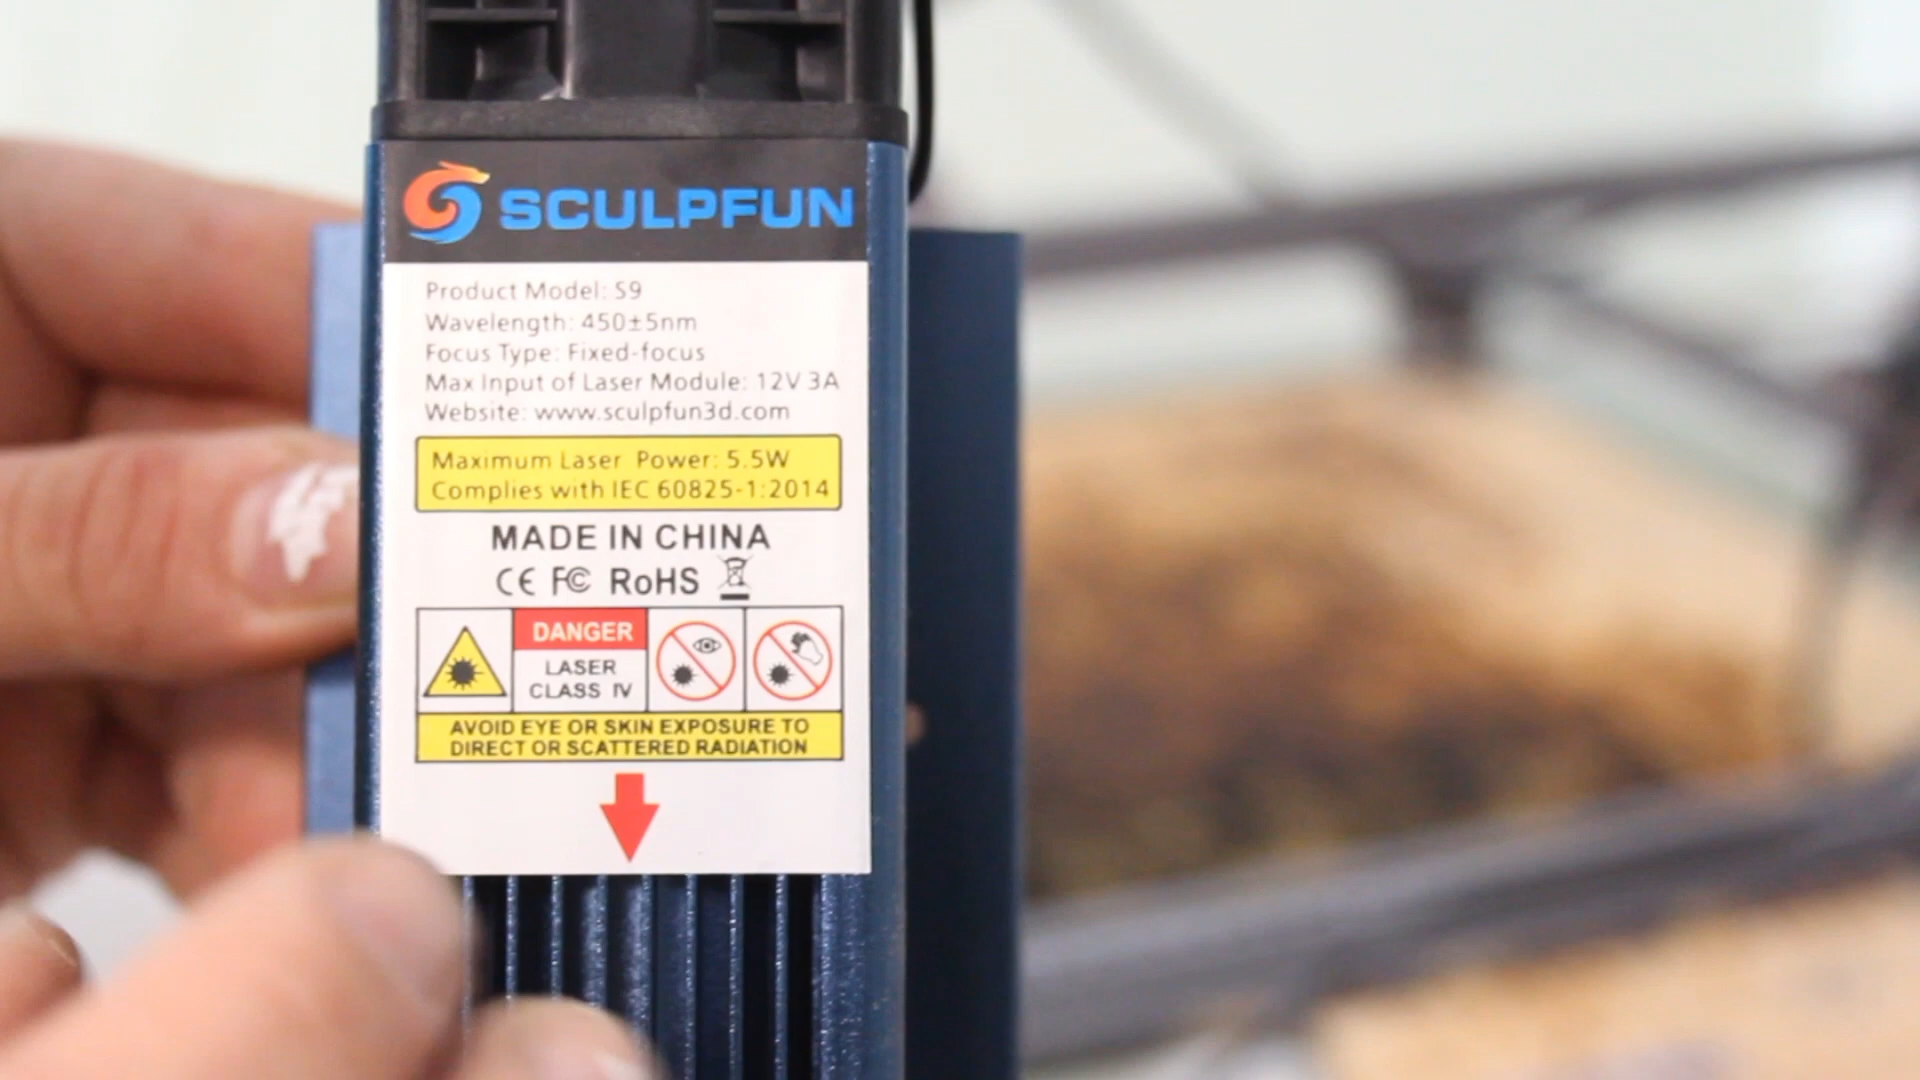 SCULPFUN
Product Model: S9
Wavelength: 450±5nm
Focus Type: Fixed-focus
Max Input of Laser Module: 12V 3A
Website: www.sculpfun3d.com
Maximum Laser Power: 5.5W
Complies with IEC 60825-1:2014
MADE IN CHINA
CE FC RoHS
DANGER
LASER
CLASS IV
AVOID EYE OR SKIN EXPOSURE TO
DIRECT OR SCATTERED RADIATION